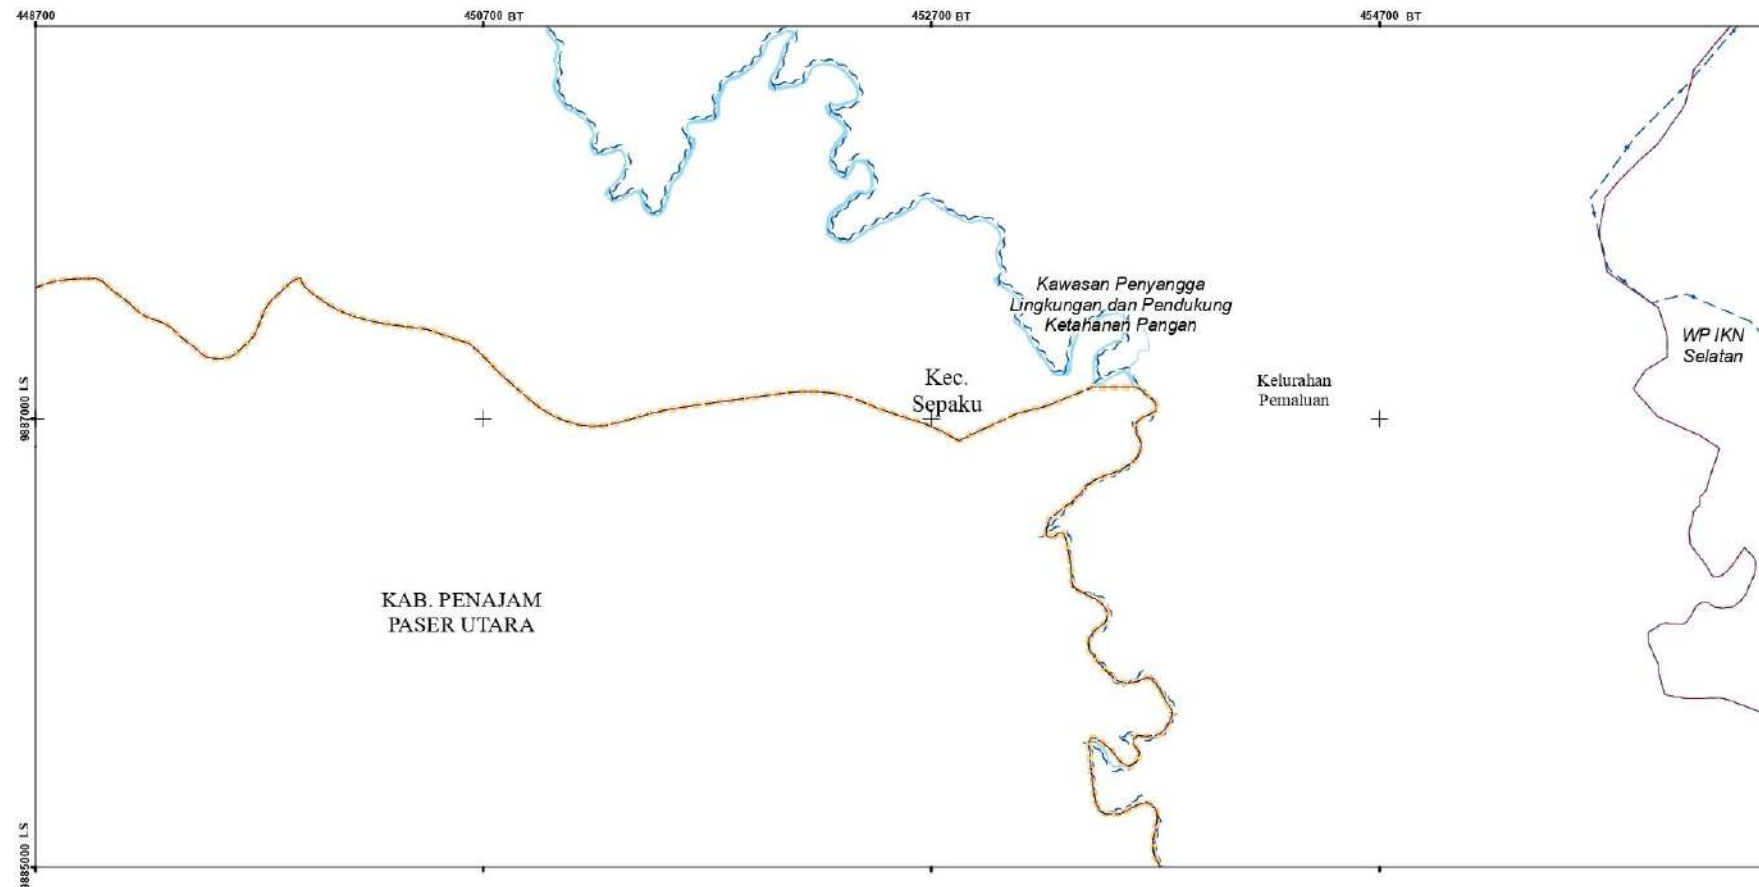 448700
450700 BT
452700 BT
454700 BT
Kawasan Penyangga
Lingkungan dan Pendukung
Ketahanan Pangan
WP IKN
Selatan
Kec.
Sepaku
Kelurahan
Pemaluan
9887000 LS
KAB. PENAJAM
PASER UTARA
9885000 LS